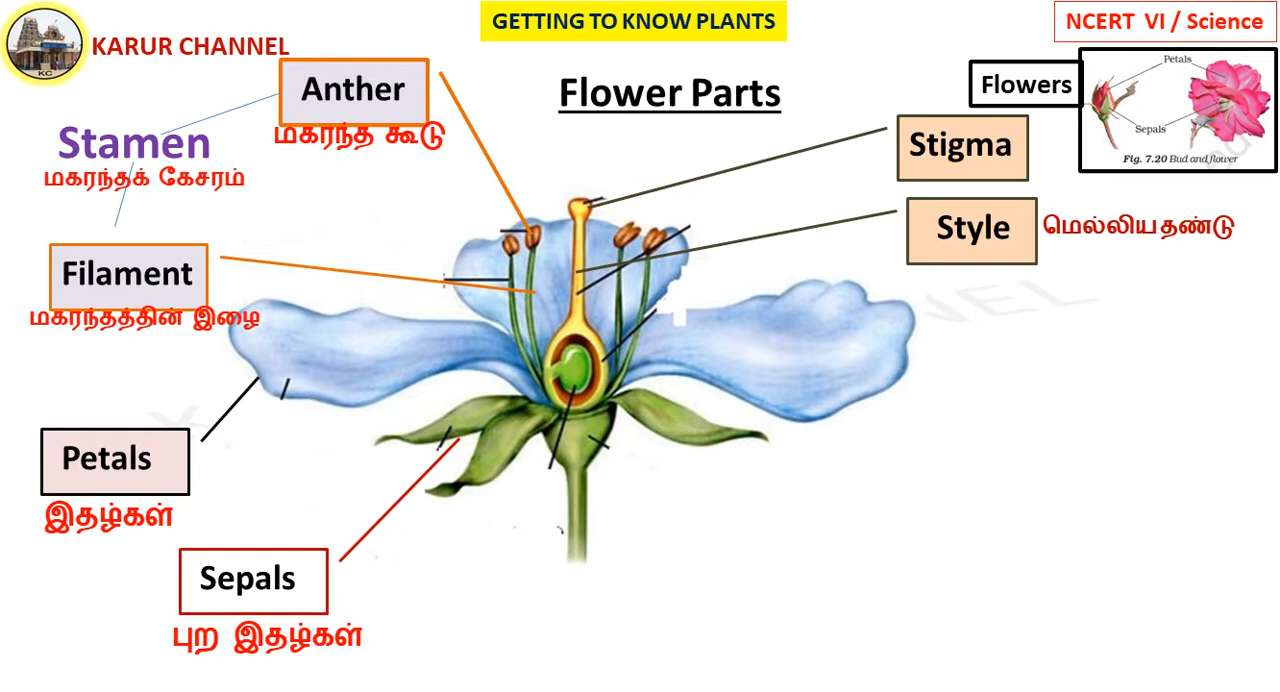 GETTING TO KNOW PLANTS
NCERT VI / Science
KARUR CHANNEL
KC
Anther
மகரந்த கூடு
Flower Parts
Flowers
Petals
Sepals
Fig. 7.20 Bud and flower
Stamen
மகரந்தக் கேசரம்
Stigma
Style
மெல்லிய தண்டு
Filament
மகரந்தத்தின் இழை
Petals
இதழ்கள்
Sepals
புற இதழ்கள்